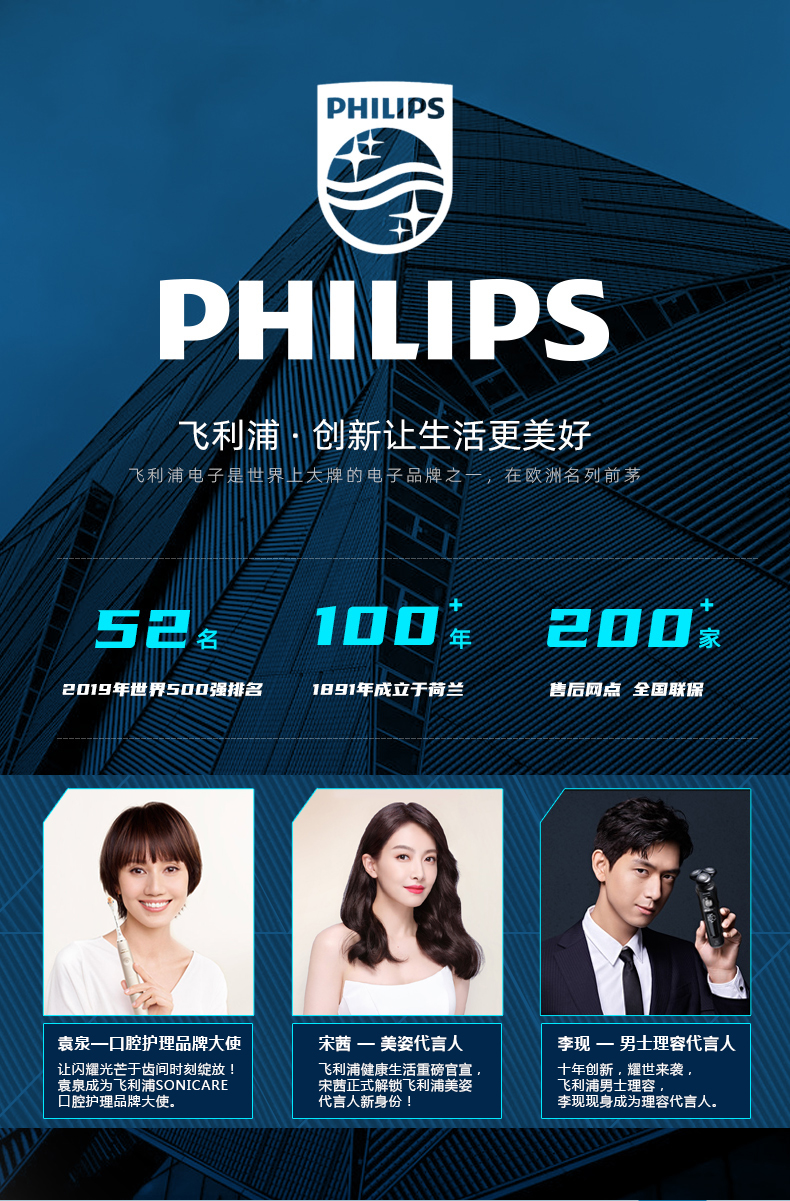 PHILIPS
PHILIPS
飞利浦·创新让生活更美好
飞利浦电子是世界上大牌的电子品牌之一，在欧洲名列前茅
52名
100+年
200+家
2019年世界500强排名
1891年成立于荷兰
售后网点 全国联保
袁泉—口腔护理品牌大使
让闪耀光芒于齿间时刻绽放！
袁泉成为飞利浦SONICARE
口腔护理品牌大使。
宋茜 — 美姿代言人
飞利浦健康生活重磅官宣，
宋茜正式解锁飞利浦美姿
代言人新身份！
李现 — 男士理容代言人
十年创新，耀世来袭，
飞利浦男士理容，
李现现身成为理容代言人。